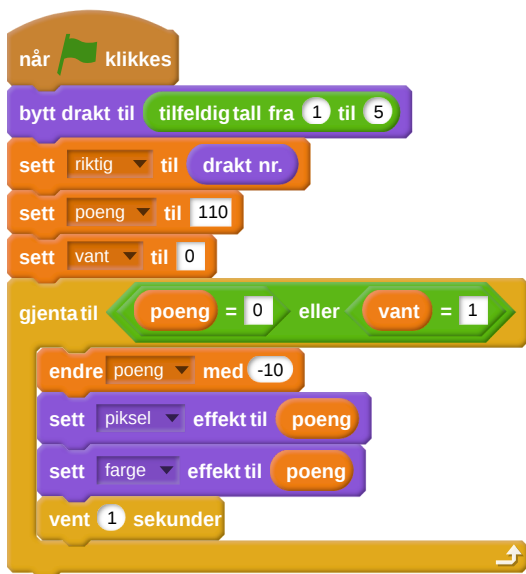 når klikkes
bytt drakt til tilfeldig tall fra 1 til 5
sett riktig til drakt nr.
sett poeng til 110
sett vant til 0
gjenta til poeng = 0 eller vant = 1
endre poeng med -10
sett piksel effekt til poeng
sett farge effekt til poeng
vent 1 sekunder